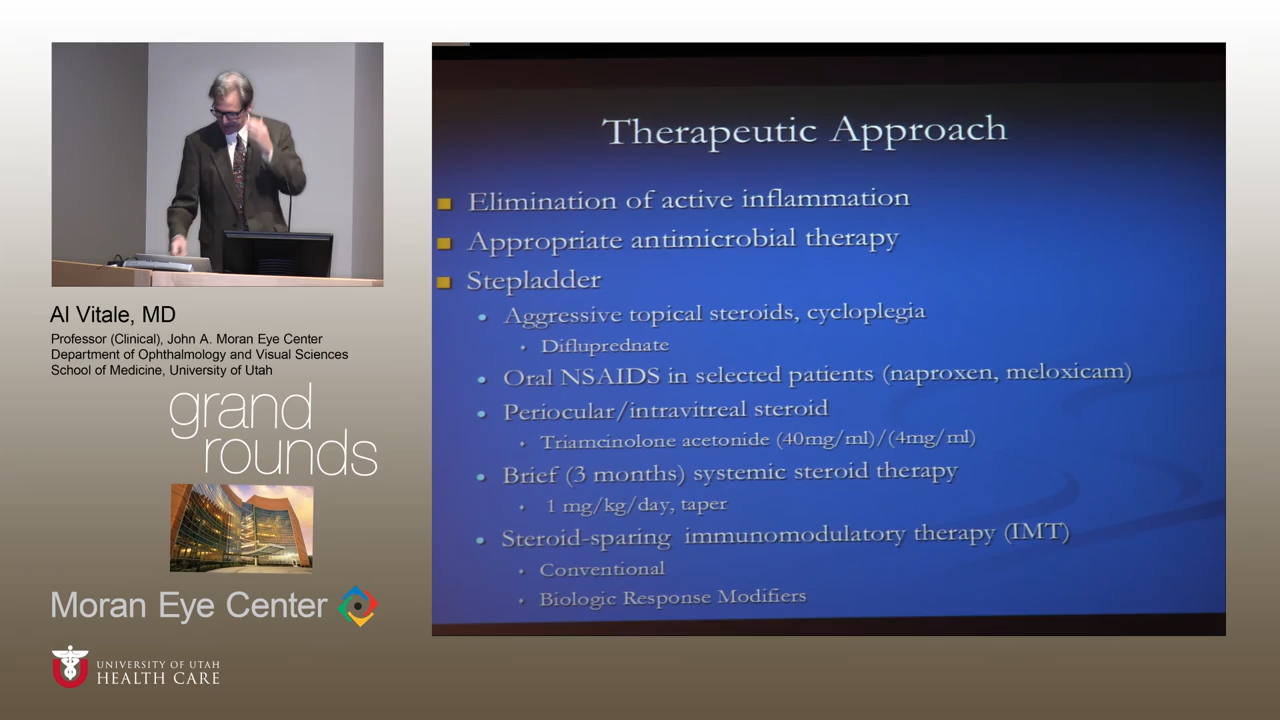 Al Vitale, MD
Professor (Clinical), John A. Moran Eye Center
Department of Ophthalmology and Visual Sciences
School of Medicine, University of Utah
grand
rounds
Moran Eye Center
UNIVERSITY OF UTAH
HEALTH CARE
Therapeutic Approach
Elimination of active inflammation
Appropriate antimicrobial therapy
Stepladder
Aggressive topical steroids, cycloplegia
Difluprednate
Oral NSAIDS in selected patients (naproxen, meloxicam)
Periocular/intravitreal steroid
Triamcinolone acetonide (40mg/ml)/(4mg/ml)
Brief (3 months) systemic steroid therapy
1 mg/kg/day, taper
Steroid-sparing immunomodulatory therapy (IMT)
Conventional
Biologic Response Modifiers